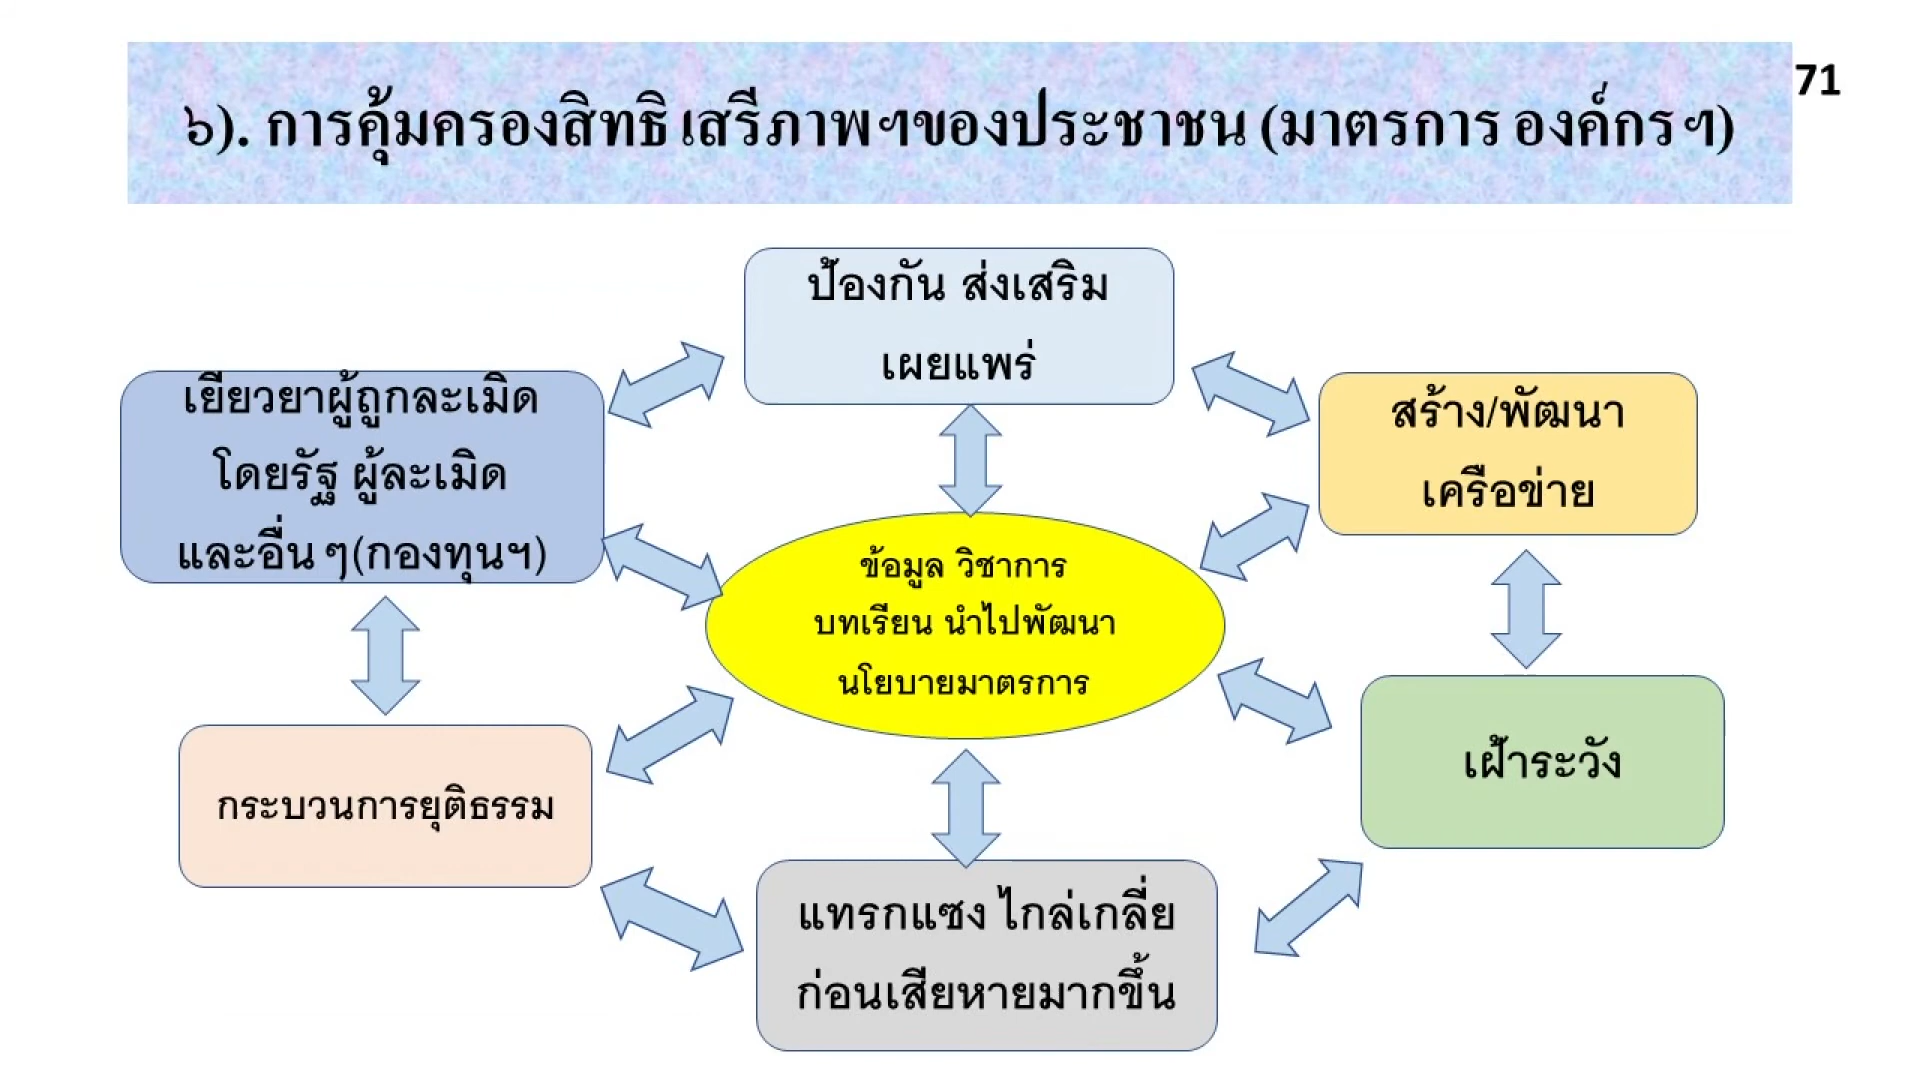 71
๖). การคุ้มครองสิทธิ เสรีภาพฯของประชาชน (มาตรการ องค์กรฯ)
ป้องกัน ส่งเสริม
เผยแพร่
เยียวยาผู้ถูกละเมิด
โดยรัฐ ผู้ละเมิด
และอื่นๆ(กองทุนฯ)
สร้าง/พัฒนา
เครือข่าย
ข้อมูล วิชาการ
บทเรียน นำไปพัฒนา
นโยบายมาตรการ
กระบวนการยุติธรรม
เฝ้าระวัง
แทรกแซง ไกล่เกลี่ย
ก่อนเสียหายมากขึ้น